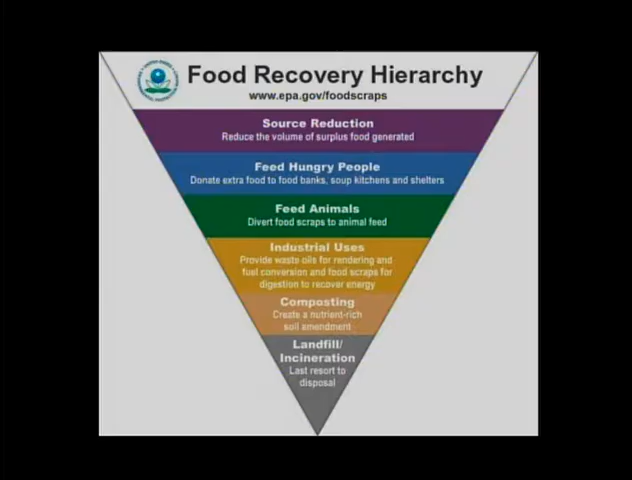 Food Recovery Hierarchy
www.epa.gov/foodscraps
Source Reduction
Reduce the volume of surplus food generated
Feed Hungry People
Donate extra food to food banks, soup kitchens and shelters
Feed Animals
Divert food scraps to animal feed
Industrial Uses
Provide waste oils for rendering and
fuel conversion and food scraps for
digestion to recover energy
Composting
Create a nutrient-rich
soil amendment
Landfill/
Incineration
Last resort to
disposal